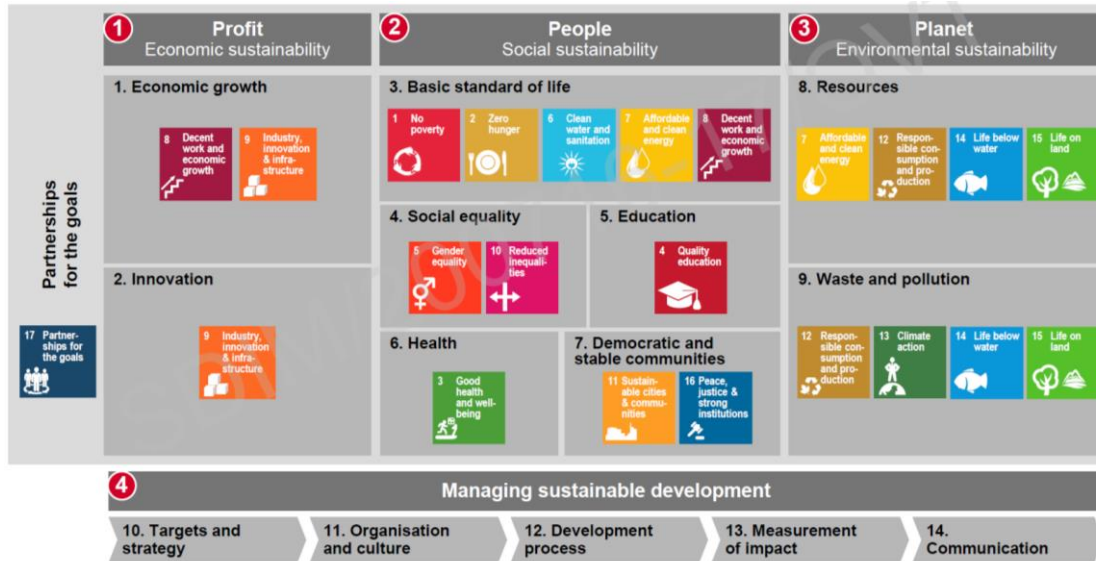 1
Profit
Economic sustainability
2
People
Social sustainability
3
Planet
Environmental sustainability
Partnerships
for the goals
17 Partner-
ships for
the goals
1. Economic growth
8 Decent
work and
economic
growth
9 Industry,
innovation
& infra-
structure
2. Innovation
9 Industry,
innovation
& infra-
structure
3. Basic standard of life
1 No
poverty
2 Zero
hunger
6 Clean
water and
sanitation
7 Affordable
and clean
energy
8 Decent
work and
economic
growth
4. Social equality
5 Gender
equality
10 Reduced
inequali-
ties
5. Education
4 Quality
education
6. Health
3 Good
health and well-
being
7. Democratic and
stable communities
11 Sustain-
able cities
& commu-
nities
16 Peace,
justice &
strong
institutions
8. Resources
7 Affordable
and clean
energy
12 Respon-
sible con-
sumption
and pro-
duction
14 Life below
water
15 Life on
land
9. Waste and pollution
12 Respon-
sible con-
sumption
and pro-
duction
13 Climate
action
14 Life below
water
15 Life on
land
4
Managing sustainable development
10. Targets and
strategy
11. Organisation
and culture
12. Development
process
13. Measurement
of impact
14.
Communication